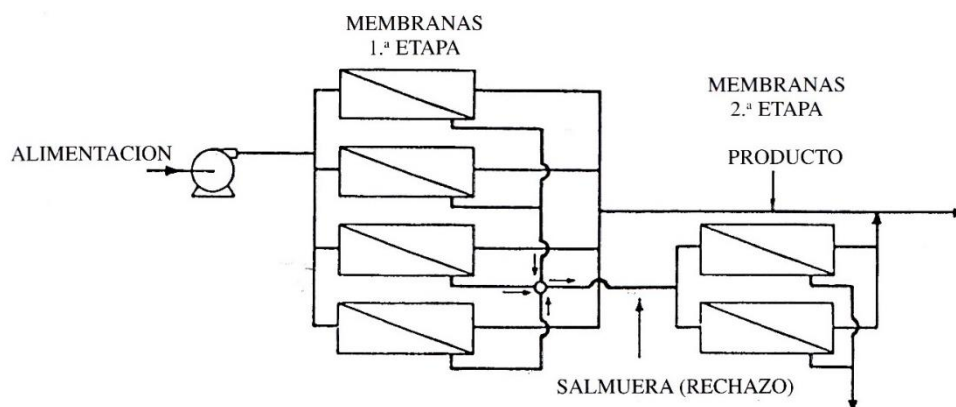 MEMBRANAS
1.ª ETAPA
MEMBRANAS
2.ª ETAPA
ALIMENTACION
PRODUCTO
SALMUERA (RECHAZO)